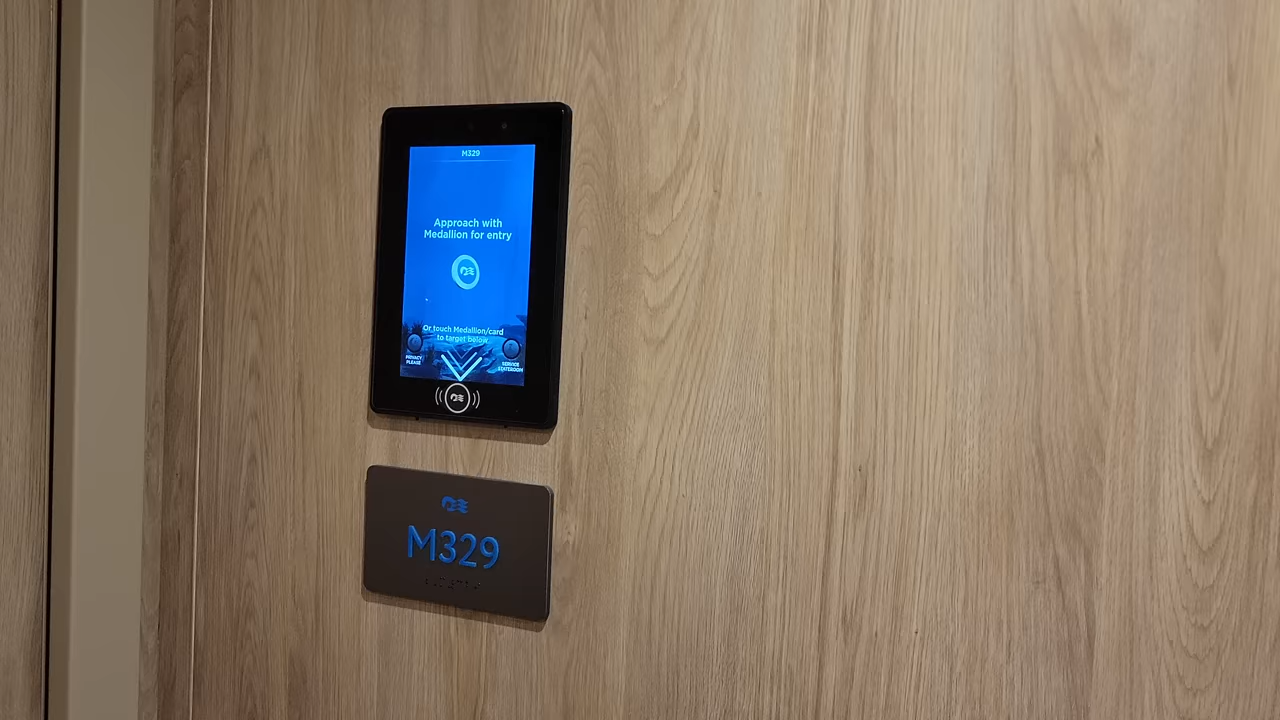 M329
Approach with
Medallion for entry
Or touch Medallion/card
to target below
PRIVACY
PLEASE
SERVICE
STATEROOM
M329